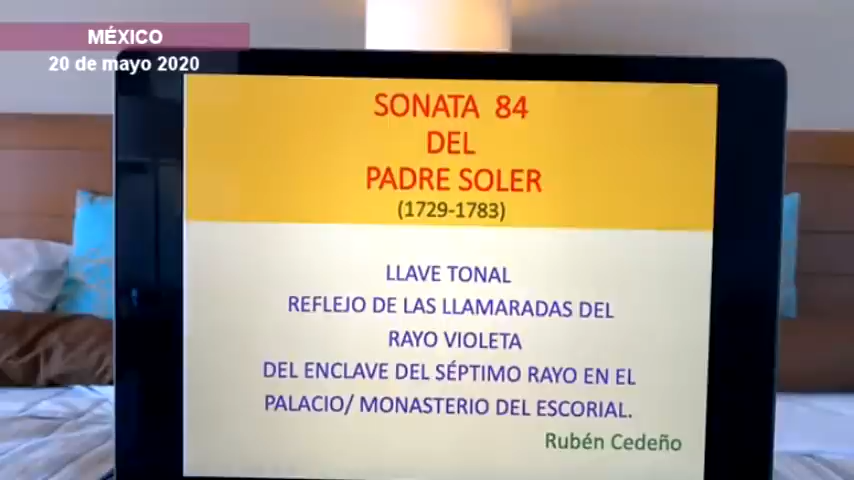 MÉXICO
20 de mayo 2020
SONATA 84
DEL
PADRE SOLER
(1729-1783)
LLAVE TONAL
REFLEJO DE LAS LLAMARADAS DEL
RAYO VIOLETA
DEL ENCLAVE DEL SÉPTIMO RAYO EN EL
PALACIO/ MONASTERIO DEL ESCORIAL.
Rubén Cedeño